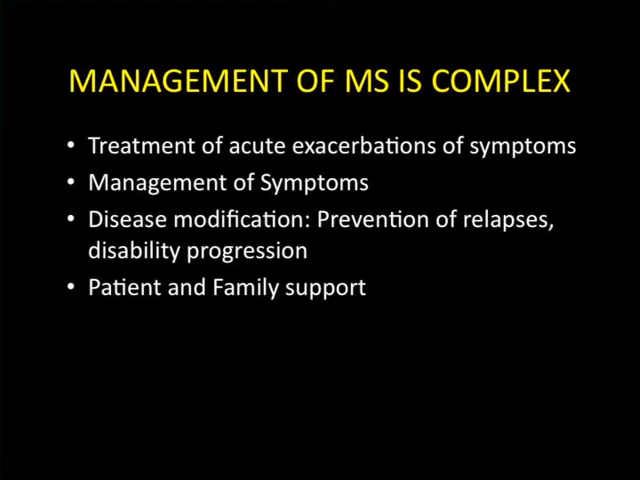 MANAGEMENT OF MS IS COMPLEX
• Treatment of acute exacerbations of symptoms
• Management of Symptoms
• Disease modification: Prevention of relapses,
disability progression
• Patient and Family support